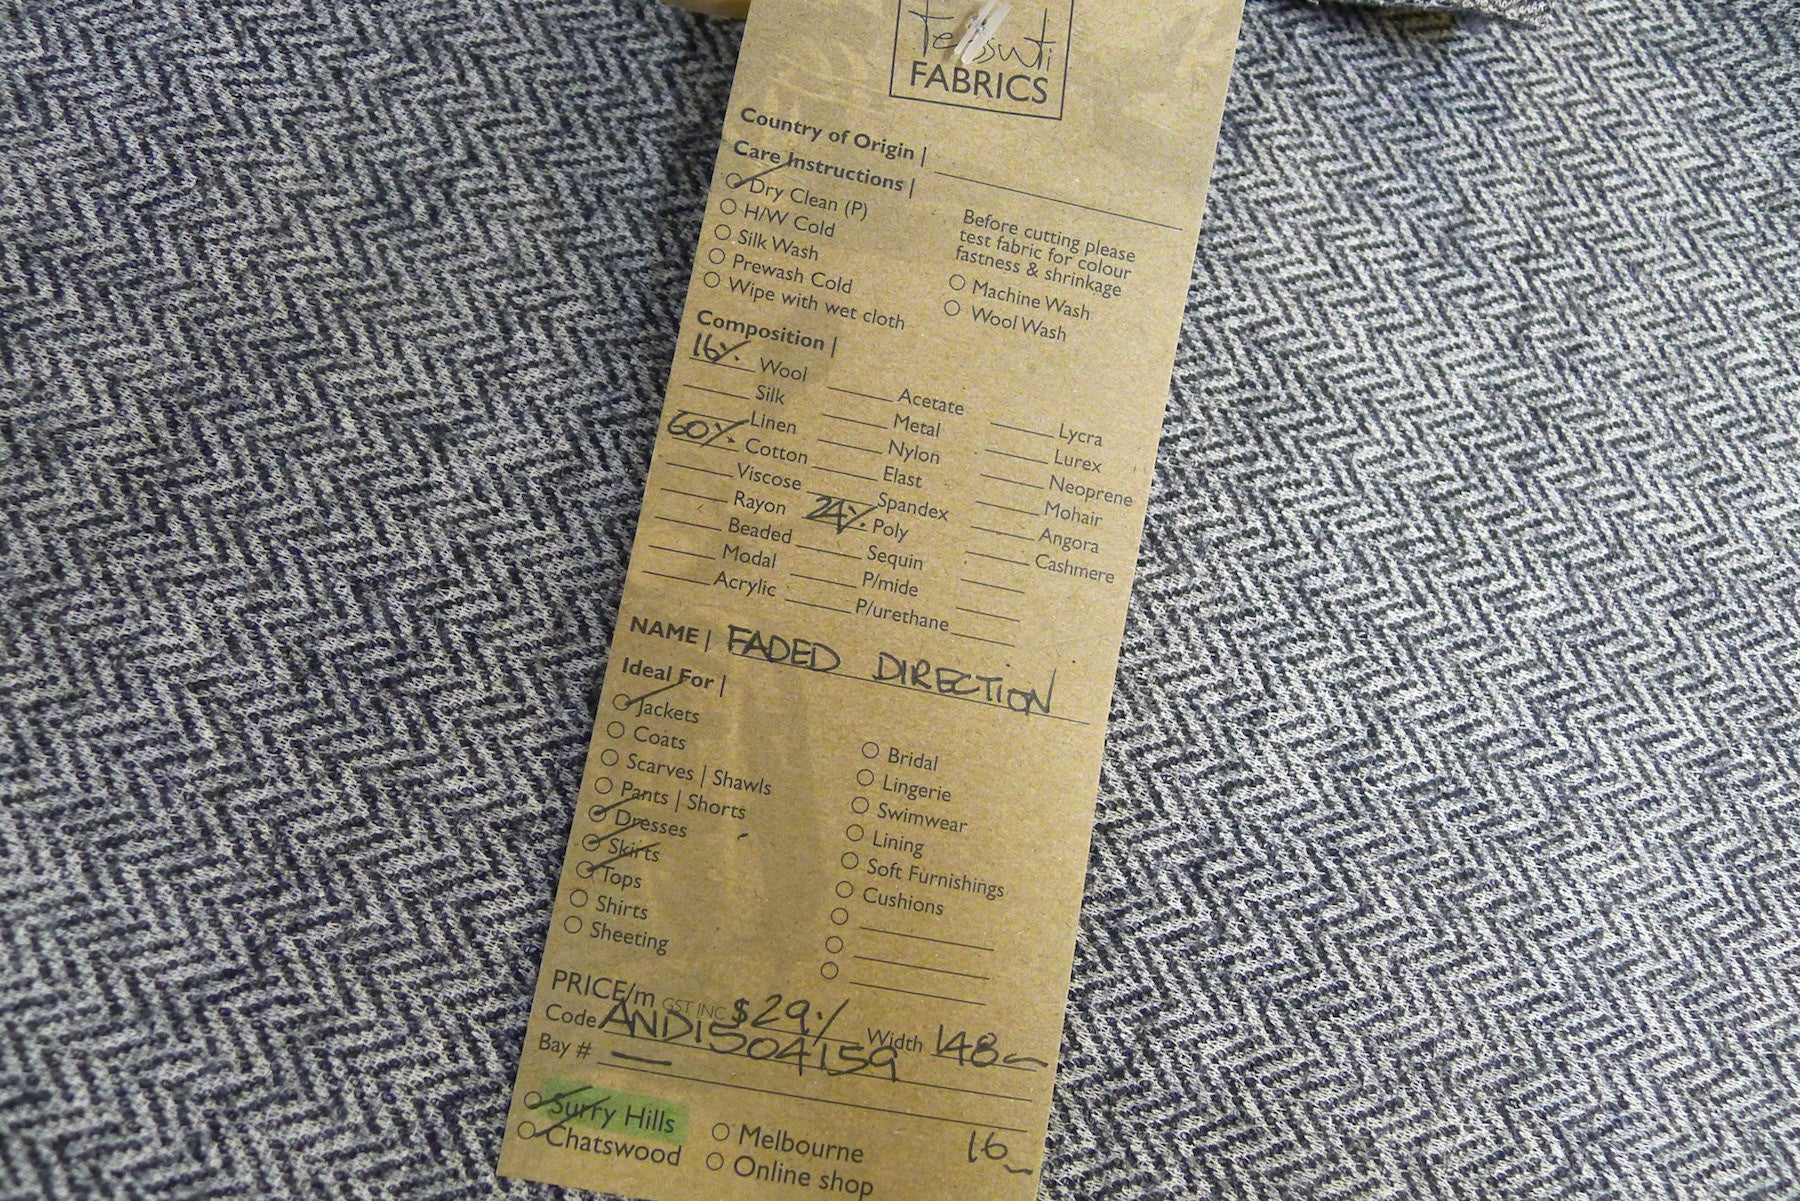 Tessuti
FABRICS
Country of Origin |
Care Instructions |
Dry Clean (P)
H/W Cold
Silk Wash
Prewash Cold
Wipe with wet cloth
Before cutting please
test fabric for colour
fastness & shrinkage
Machine Wash
Wool Wash
Composition |
16% Wool
Silk
Linen
60% Cotton
Viscose
Rayon
Beaded
Modal
Acrylic
Acetate
Metal
Nylon
Elast
Spandex
24% Poly
Sequin
P/mide
P/urethane
Lycra
Lurex
Neoprene
Mohair
Angora
Cashmere
NAME | FADED DIRECTION
Ideal For |
Jackets
Coats
Scarves | Shawls
Pants | Shorts
Dresses
Skirts
Tops
Shirts
Sheeting
Bridal
Lingerie
Swimwear
Lining
Soft Furnishings
Cushions
PRICE/m GST INC $29./ Width 148
Code ANDI504159
Bay # —
Surry Hills
Chatswood
Melbourne
Online shop
16